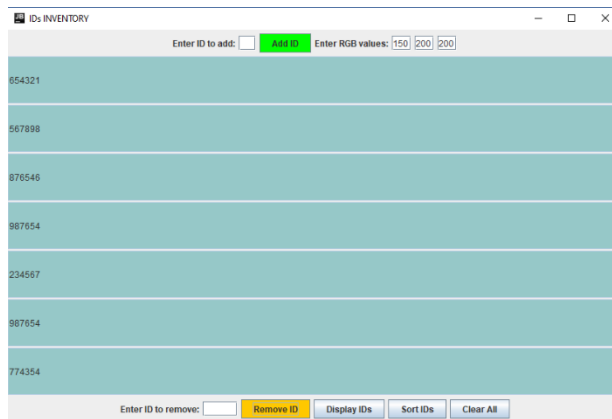 IDs INVENTORY
Enter ID to add: Add ID Enter RGB values: 150 200 200
654321
567898
876546
987654
234567
987654
774354
Enter ID to remove: Remove ID Display IDs Sort IDs Clear All